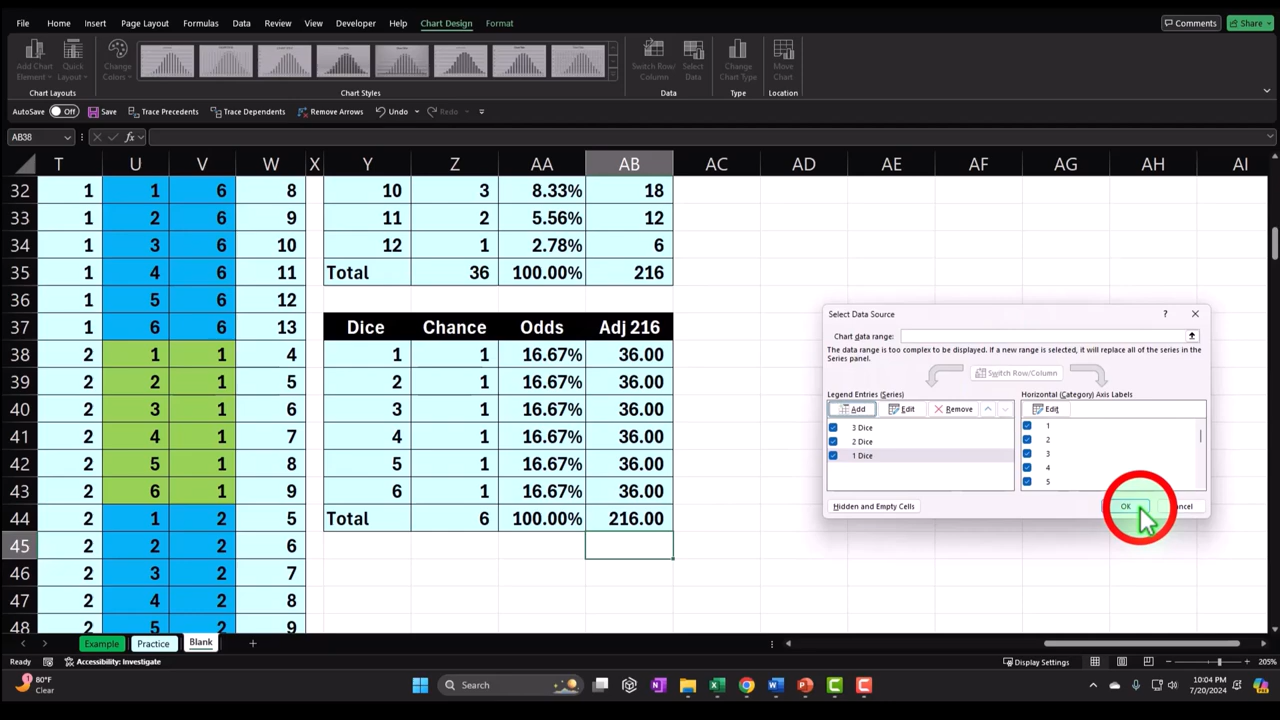 File Home Insert Page Layout Formulas Data Review View Developer Help Chart Design Format Comments Share
Add Chart Element Quick Layout Change Colors Switch Row/ Column Select Data Change Chart Type Move Chart
Chart Layouts Chart Styles Data Type Location
AutoSave Off Save Trace Precedents Trace Dependents Remove Arrows Undo Redo
AB38 fx
T U V W X Y Z AA AB AC AD AE AF AG AH AI
32 1 1 6 8 10 3 8.33% 18
33 1 2 6 9 11 2 5.56% 12
34 1 3 6 10 12 1 2.78% 6
35 1 4 6 11 Total 36 100.00% 216
36 1 5 6 12
37 1 6 6 13 Dice Chance Odds Adj 216
38 2 1 1 4 1 1 16.67% 36.00
39 2 2 1 5 2 1 16.67% 36.00
40 2 3 1 6 3 1 16.67% 36.00
41 2 4 1 7 4 1 16.67% 36.00
42 2 5 1 8 5 1 16.67% 36.00
43 2 6 1 9 6 1 16.67% 36.00
44 2 1 2 5 Total 6 100.00% 216.00
45 2 2 2 6
46 2 3 2 7
47 2 4 2 8
48 2 5 2 9
Select Data Source ?
Chart data range:
The data range is too complex to be displayed. If a new range is selected, it will replace all of the series in the
Series panel.
Switch Row/Column
Legend Entries (Series) Horizontal (Category) Axis Labels
Add Edit Remove Edit
3 Dice 1
2 Dice 2
1 Dice 3
4
5
Hidden and Empty Cells OK
Example Practice Blank
Ready Accessibility: Investigate Display Settings 205%
80°F
Clear
Search
10:04 PM
7/20/2024